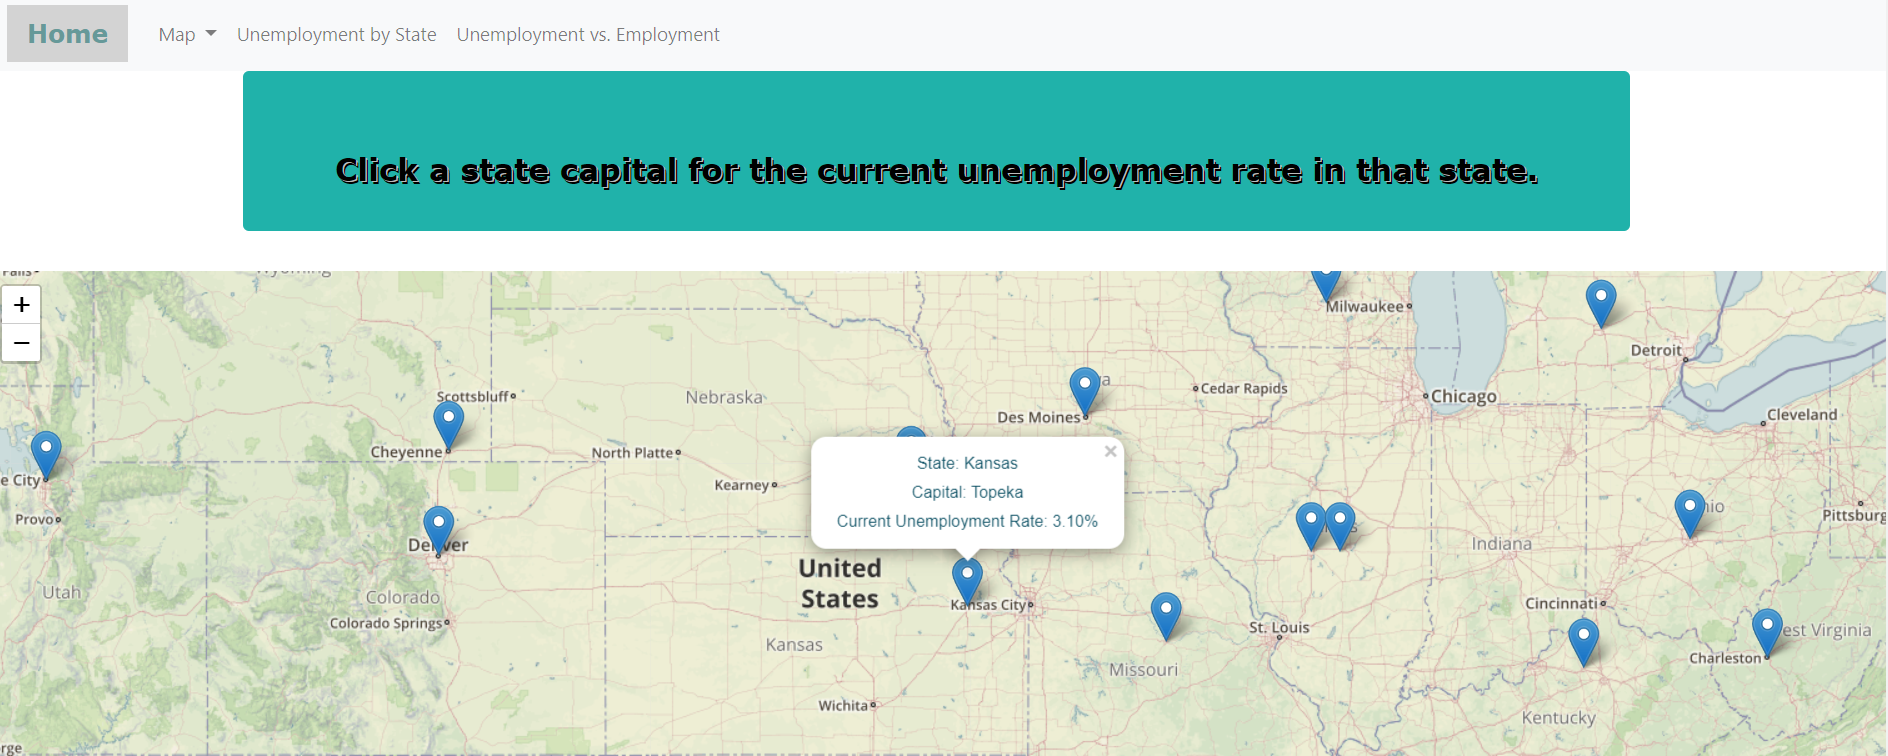 Home Map Unemployment by State Unemployment vs. Employment
Click a state capital for the current unemployment rate in that state.
+
−
Wyoming
Milwaukee
Detroit
Scottsbluff
Nebraska
Cedar Rapids
Chicago
Des Moines
Cleveland
Cheyenne
North Platte
Kearney
e City
Provo
×
State: Kansas
Capital: Topeka
Current Unemployment Rate: 3.10%
Denver
Pittsburg
Indiana
United
States
Utah
Colorado
Colorado Springs
Kansas City
Cincinnati
St. Louis
est Virginia
Kansas
Missouri
Charleston
Wichita
Kentucky
rge